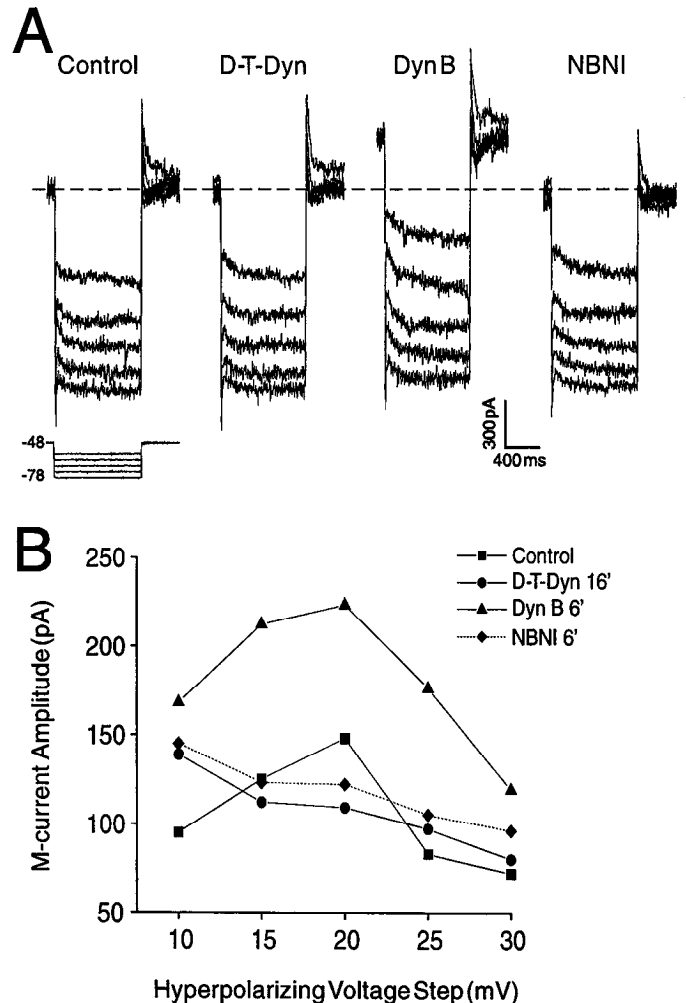 A
Control D-T-Dyn Dyn B NBNI
-48
-78
300pA
400ms
B
M-current Amplitude (pA)
250
200
150
100
50
Control
D-T-Dyn 16'
Dyn B 6'
NBNI 6'
10 15 20 25 30
Hyperpolarizing Voltage Step (mV)